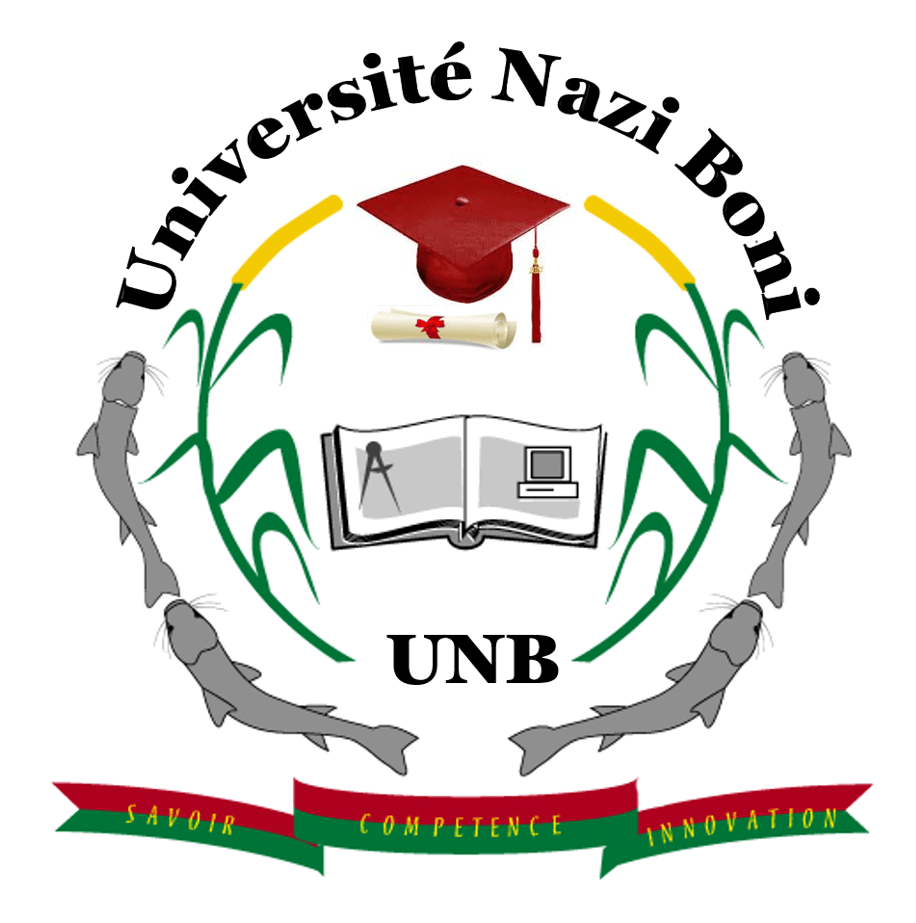 Université Nazi Boni
UNB
SAVOIR COMPETENCE INNOVATION